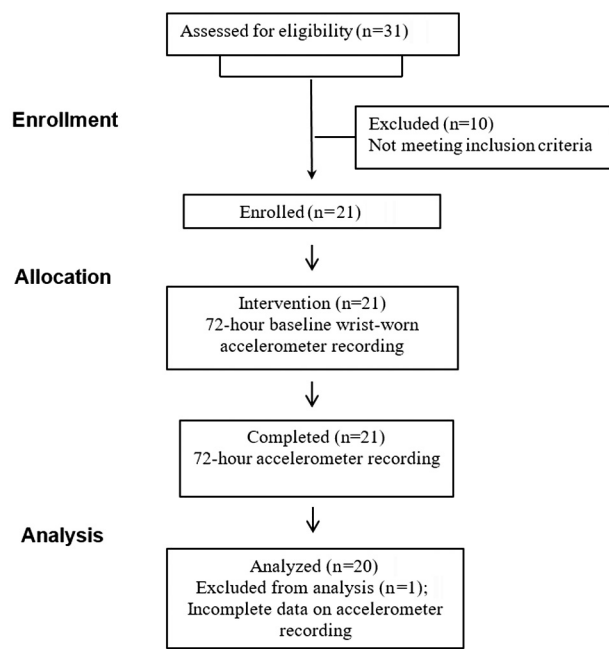 Assessed for eligibility (n=31)
Enrollment
Excluded (n=10)
Not meeting inclusion criteria
Enrolled (n=21)
Allocation
Intervention (n=21)
72-hour baseline wrist-worn
accelerometer recording
Completed (n=21)
72-hour accelerometer recording
Analysis
Analyzed (n=20)
Excluded from analysis (n=1);
Incomplete data on accelerometer
recording